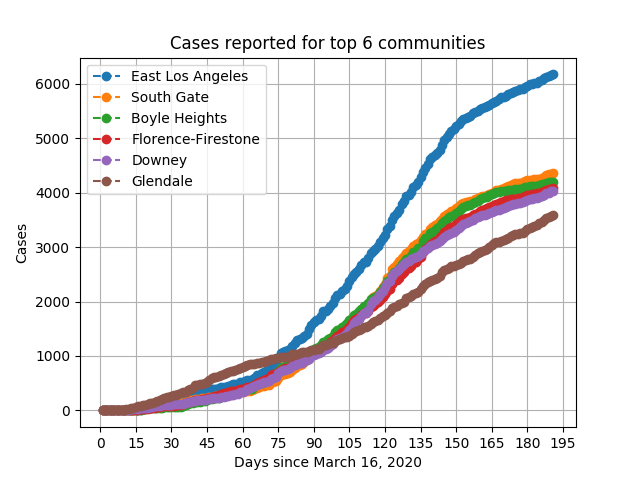 Cases reported for top 6 communities
East Los Angeles
South Gate
Boyle Heights
Florence-Firestone
Downey
Glendale
Cases
6000
5000
4000
3000
2000
1000
0
0 15 30 45 60 75 90 105 120 135 150 165 180 195
Days since March 16, 2020